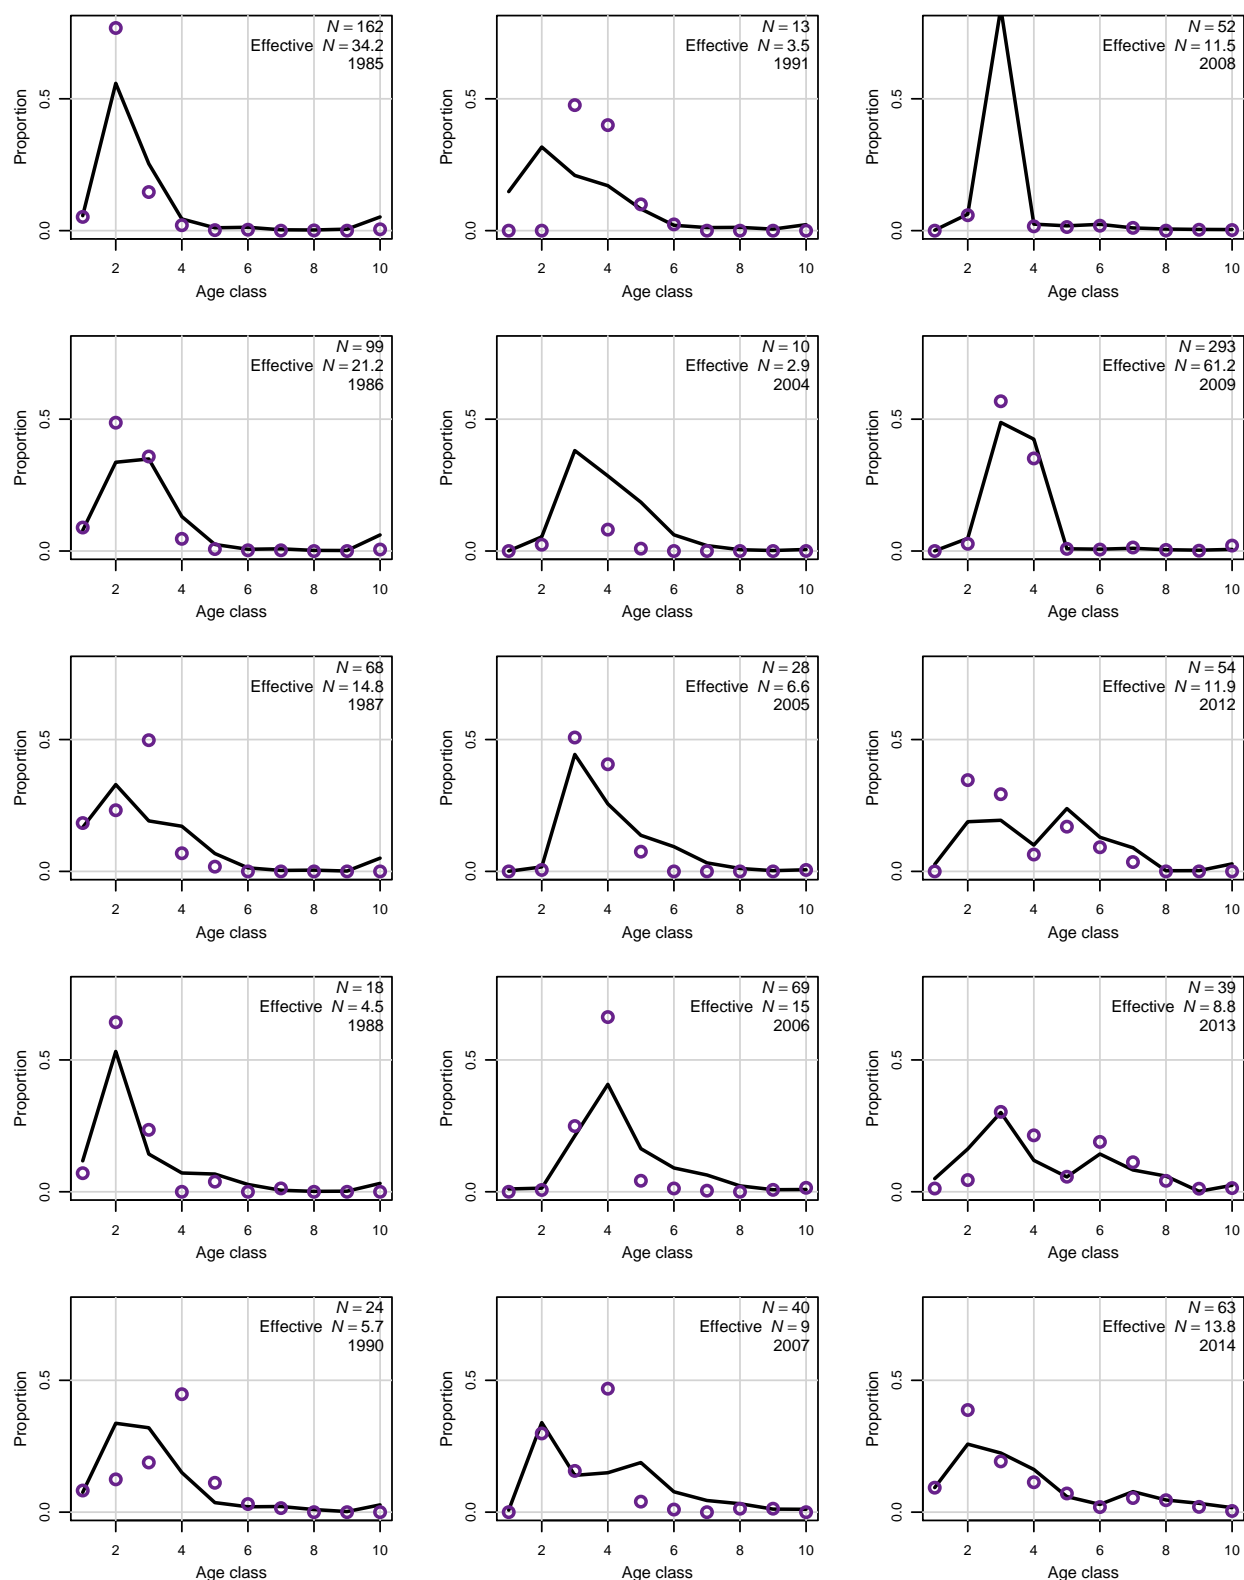 N = 162
Effective N = 34.2
1985
Proportion
0.0 0.5
2 4 6 8 10
Age class
N = 13
Effective N = 3.5
1991
Proportion
0.0 0.5
2 4 6 8 10
Age class
N = 52
Effective N = 11.5
2008
Proportion
0.0 0.5
2 4 6 8 10
Age class
N = 99
Effective N = 21.2
1986
Proportion
0.0 0.5
2 4 6 8 10
Age class
N = 10
Effective N = 2.9
2004
Proportion
0.0 0.5
2 4 6 8 10
Age class
N = 293
Effective N = 61.2
2009
Proportion
0.0 0.5
2 4 6 8 10
Age class
N = 68
Effective N = 14.8
1987
Proportion
0.0 0.5
2 4 6 8 10
Age class
N = 28
Effective N = 6.6
2005
Proportion
0.0 0.5
2 4 6 8 10
Age class
N = 54
Effective N = 11.9
2012
Proportion
0.0 0.5
2 4 6 8 10
Age class
N = 18
Effective N = 4.5
1988
Proportion
0.0 0.5
2 4 6 8 10
Age class
N = 69
Effective N = 15
2006
Proportion
0.0 0.5
2 4 6 8 10
Age class
N = 39
Effective N = 8.8
2013
Proportion
0.0 0.5
2 4 6 8 10
Age class
N = 24
Effective N = 5.7
1990
Proportion
0.0 0.5
2 4 6 8 10
Age class
N = 40
Effective N = 9
2007
Proportion
0.0 0.5
2 4 6 8 10
Age class
N = 63
Effective N = 13.8
2014
Proportion
0.0 0.5
2 4 6 8 10
Age class